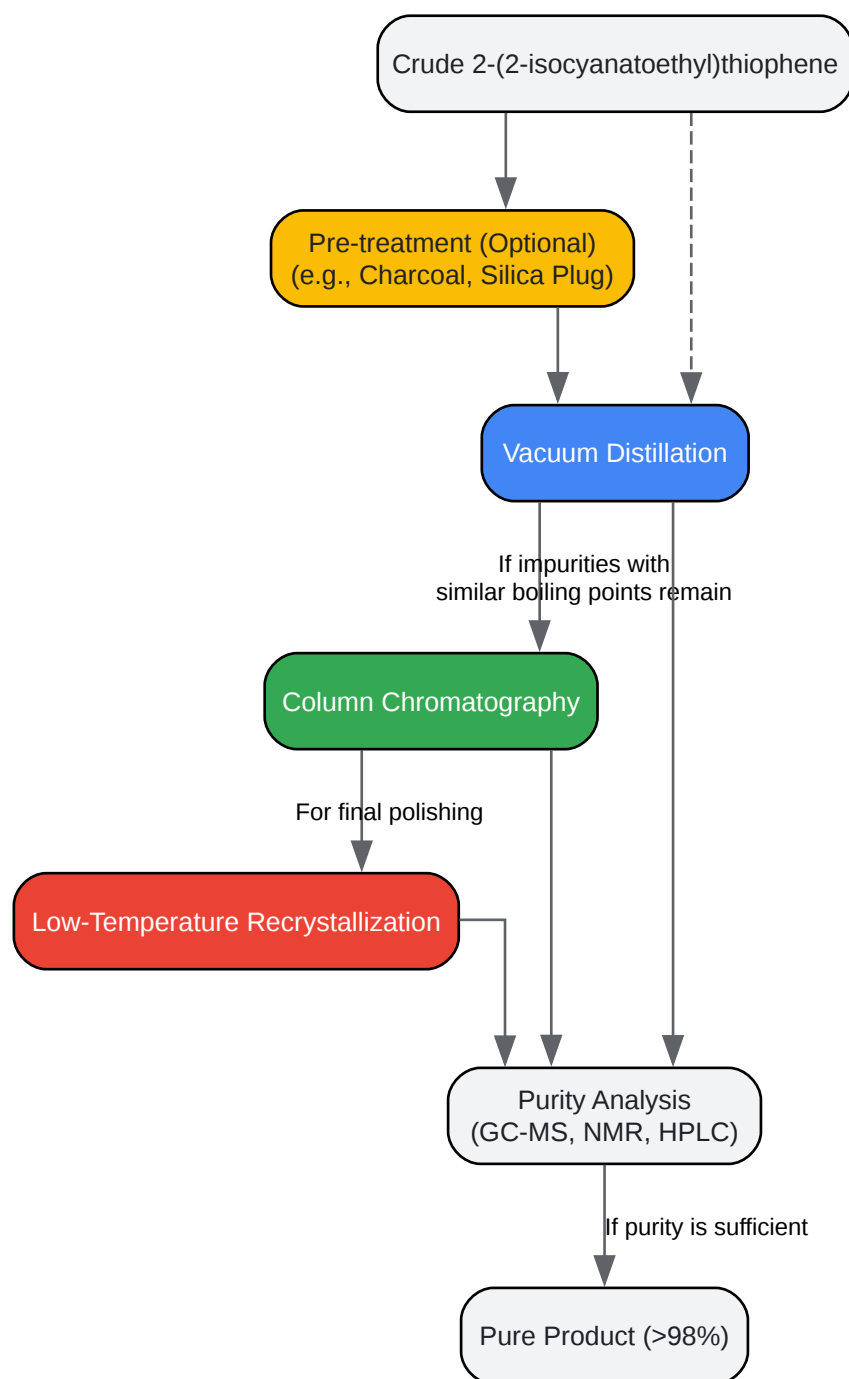 Crude 2-(2-isocyanatoethyl)thiophene
Pre-treatment (Optional)
(e.g., Charcoal, Silica Plug)
Vacuum Distillation
If impurities with
similar boiling points remain
Column Chromatography
For final polishing
Low-Temperature Recrystallization
Purity Analysis
(GC-MS, NMR, HPLC)
If purity is sufficient
Pure Product (>98%)